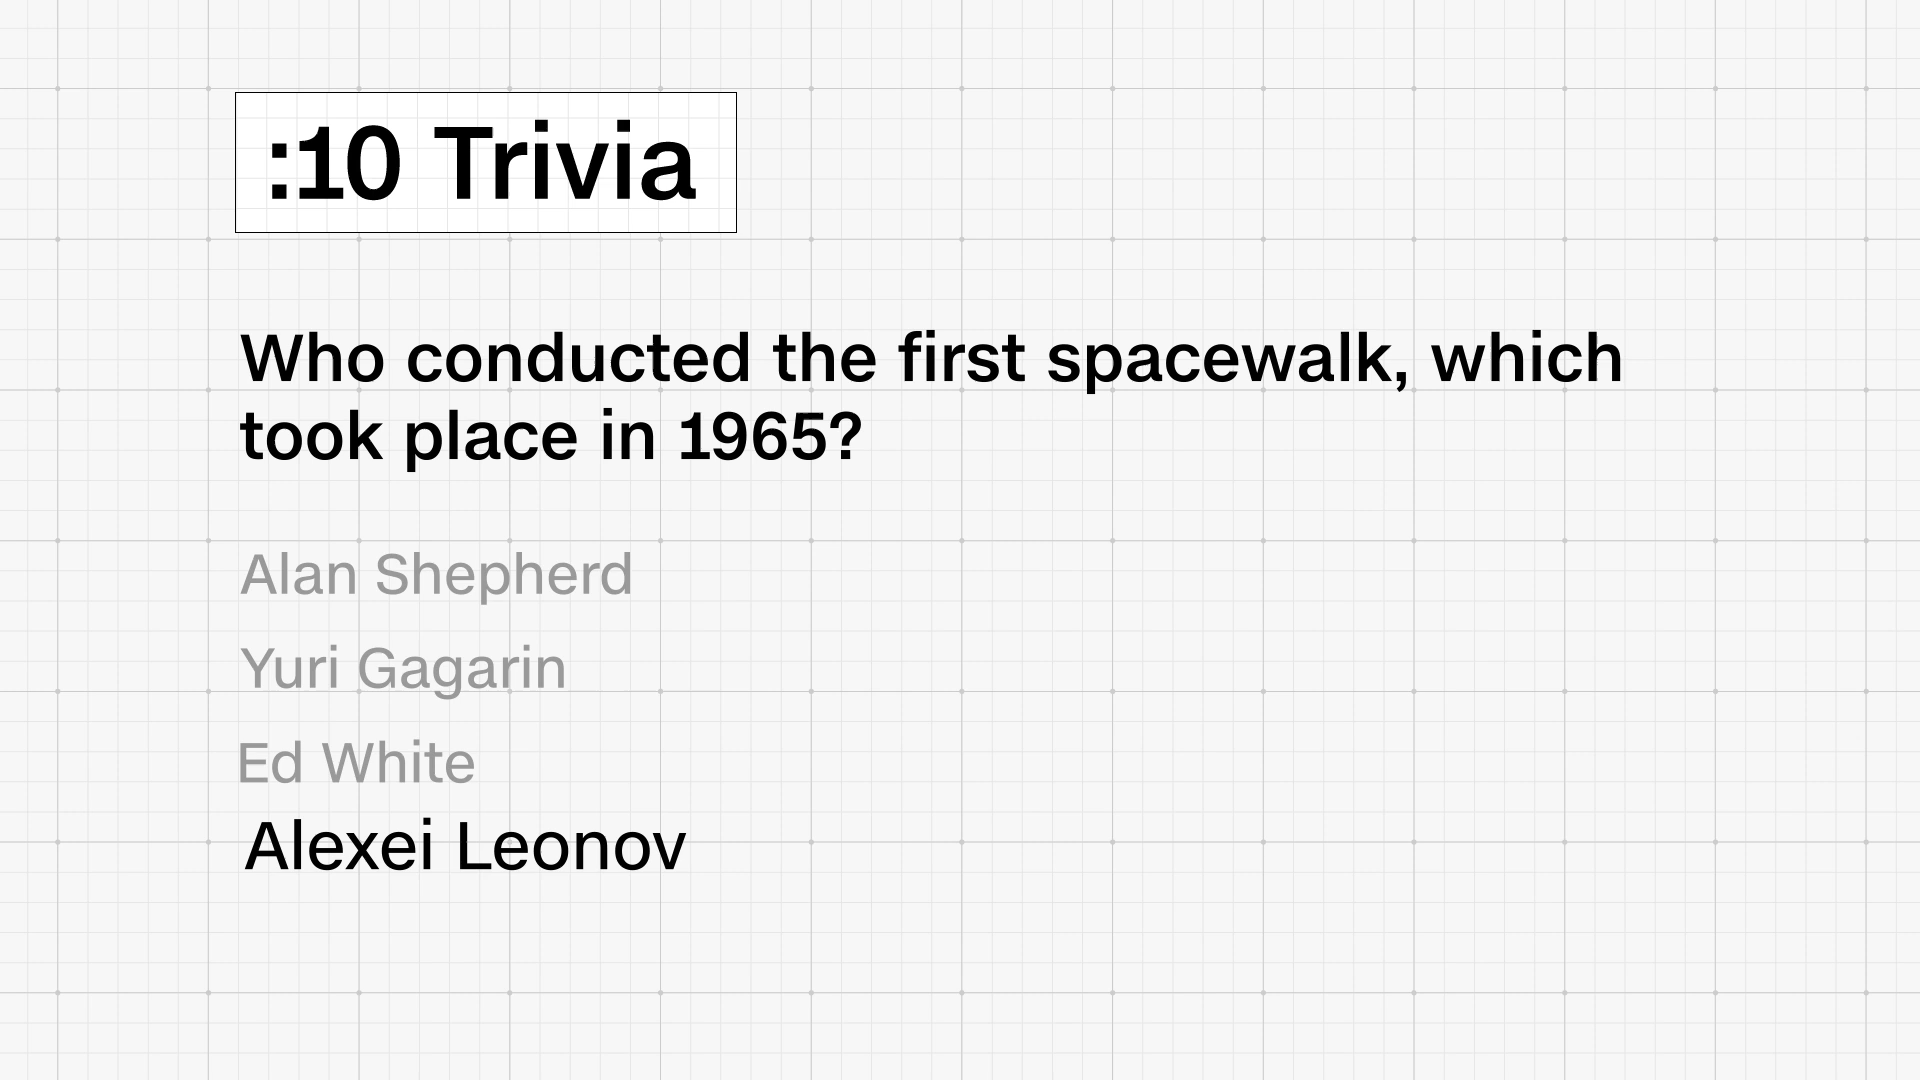 :10 Trivia
Who conducted the first spacewalk, which
took place in 1965?
Alan Shepherd
Yuri Gagarin
Ed White
Alexei Leonov